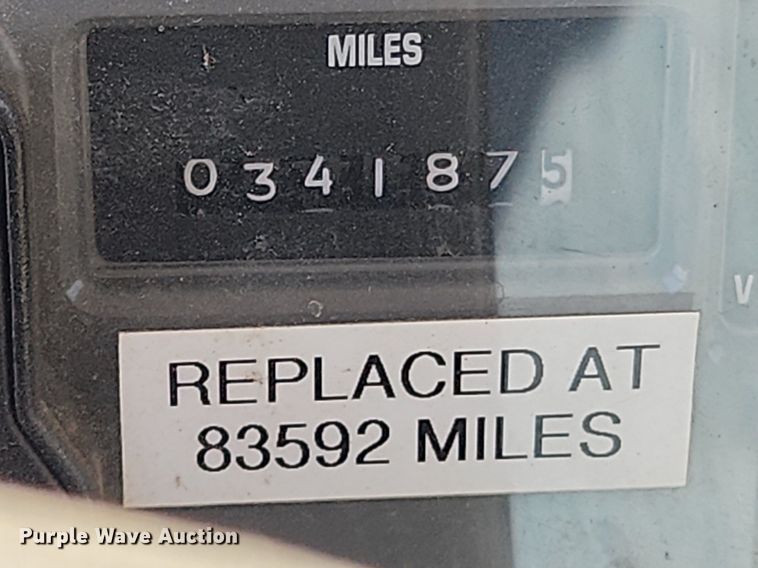 MILES
0341875
V
REPLACED AT
83592 MILES
Purple Wave Auction